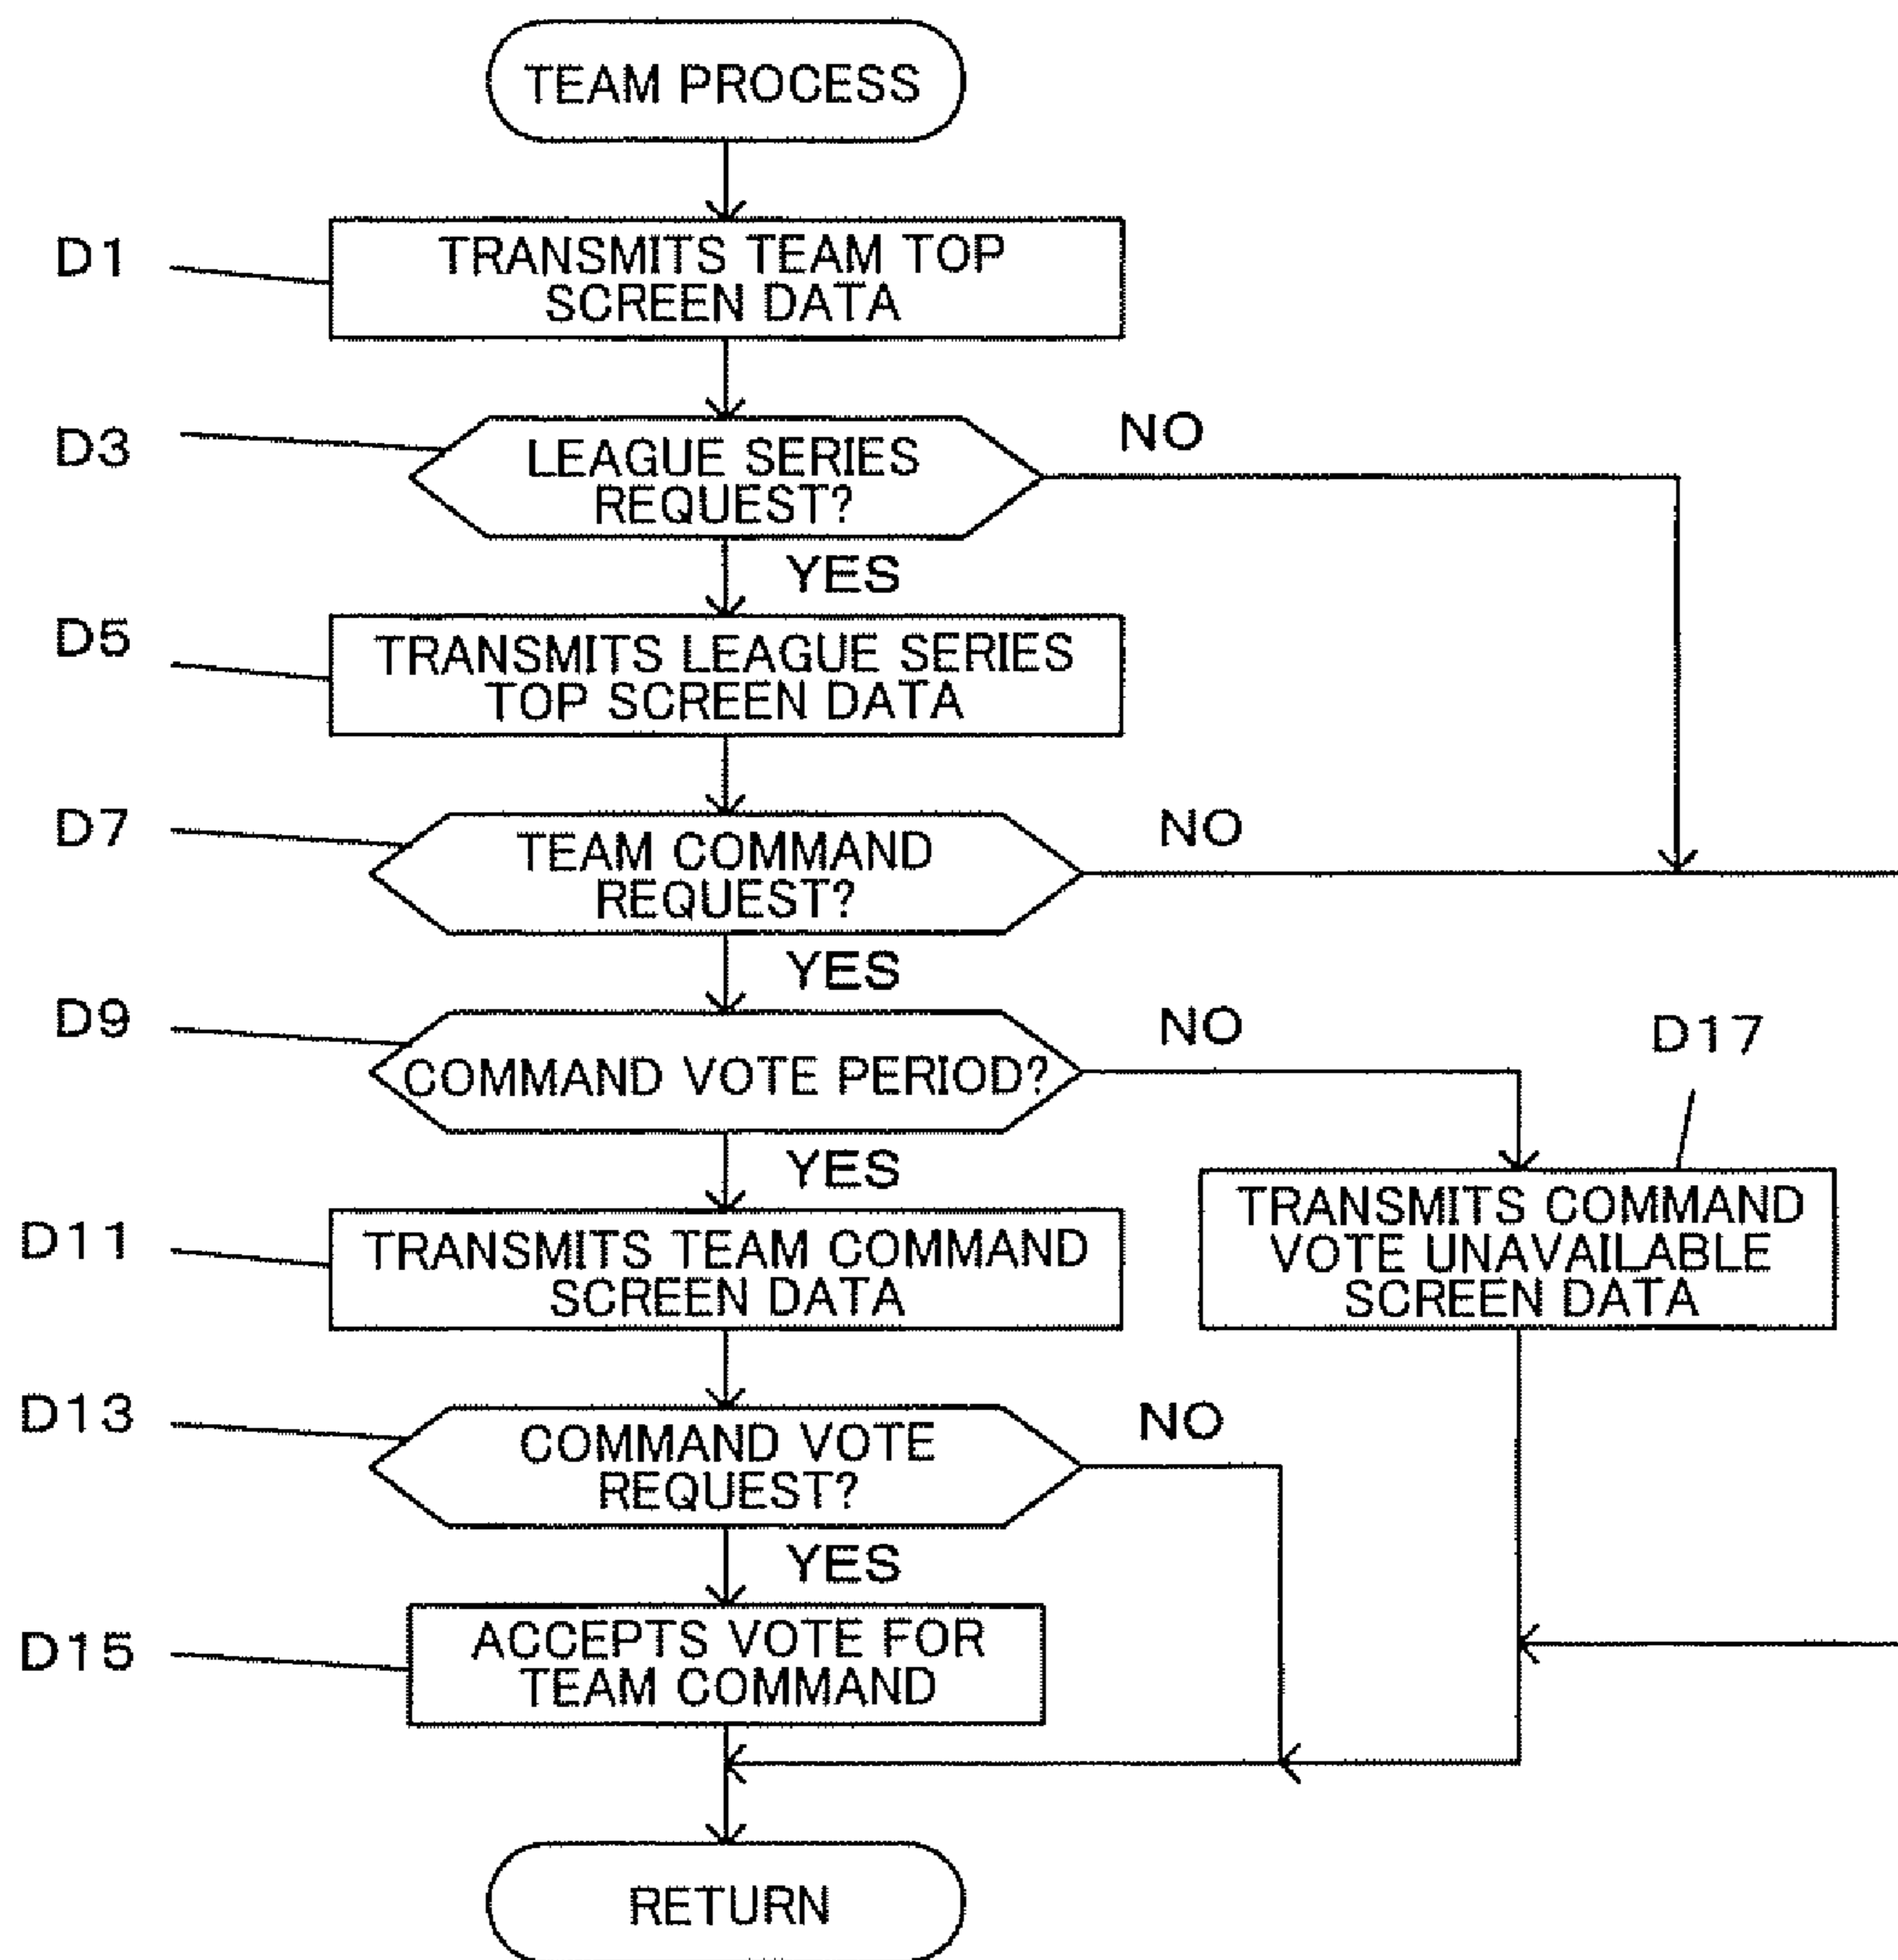 TEAM PROCESS
D1
TRANSMITS TEAM TOP
SCREEN DATA
D3
LEAGUE SERIES
REQUEST?
NO
YES
D5
TRANSMITS LEAGUE SERIES
TOP SCREEN DATA
D7
TEAM COMMAND
REQUEST?
NO
YES
D9
COMMAND VOTE PERIOD?
NO
D17
YES
TRANSMITS COMMAND
VOTE UNAVAILABLE
SCREEN DATA
D11
TRANSMITS TEAM COMMAND
SCREEN DATA
D13
COMMAND VOTE
REQUEST?
NO
YES
D15
ACCEPTS VOTE FOR
TEAM COMMAND
RETURN